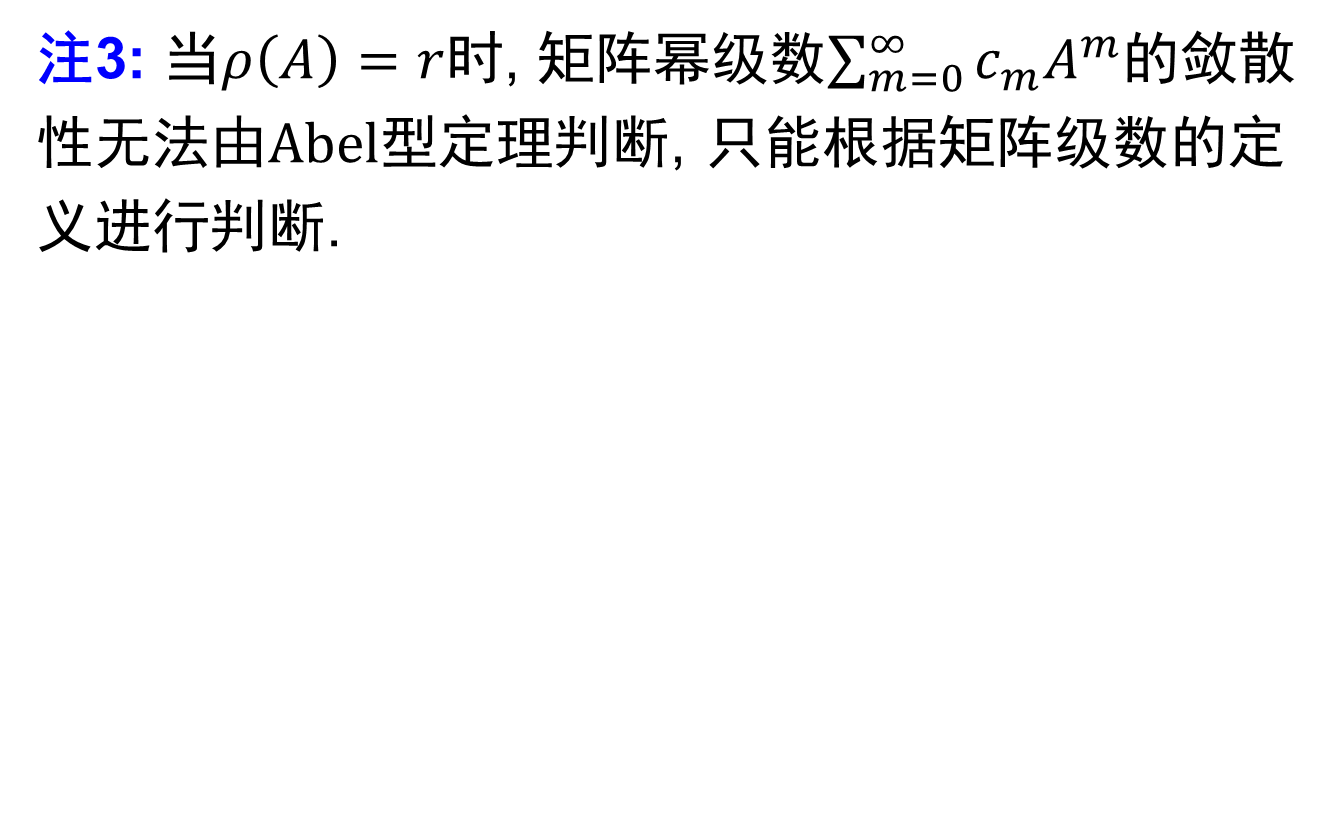 注3: 当𝜌(𝐴) = 𝑟时, 矩阵幂级数∑_{𝑚=0}^{∞} 𝑐_𝑚𝐴^𝑚的敛散
性无法由Abel型定理判断, 只能根据矩阵级数的定
义进行判断.